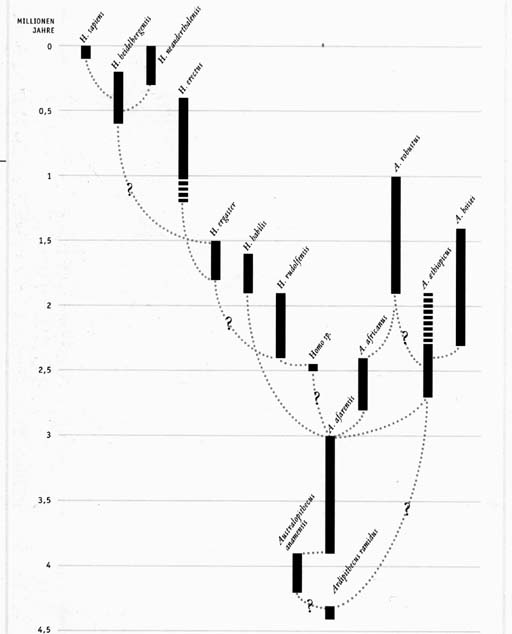 MILLIONEN
JAHRE
H. sapiens
H. heidelbergensis
H. neanderthalensis
H. erectus
0
0,5
1
?
A. robustus
A. boisei
H. ergaster
H. habilis
1,5
H. rudolfensis
A. aethiopicus
2
?
Homo sp.
A. africanus
?
2,5
?
A. afarensis
3
3,5
Australopithecus
anamensis
?
Ardipithecus ramidus
4
?
4,5